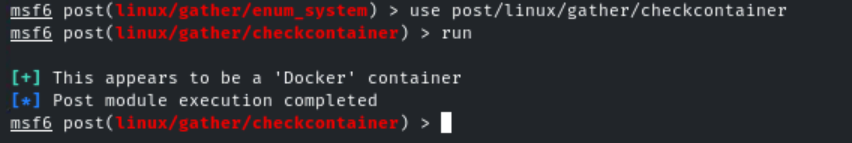 msf6 post(linux/gather/enum_system) > use post/linux/gather/checkcontainer
msf6 post(linux/gather/checkcontainer) > run
[+] This appears to be a 'Docker' container
[*] Post module execution completed
msf6 post(linux/gather/checkcontainer) >